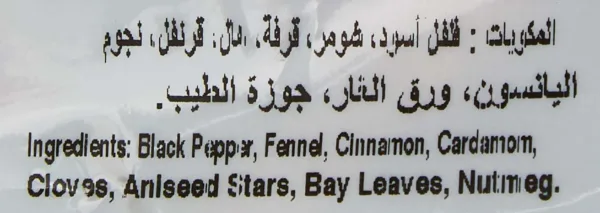 المكونات : فلفل أسود، شومر، قرفة، هال، قرنفل، نجوم
اليانسون، ورق الغار، جوزة الطيب.
Ingredients: Black Pepper, Fennel, Cinnamon, Cardamom,
Cloves, Aniseed Stars, Bay Leaves, Nutmeg.